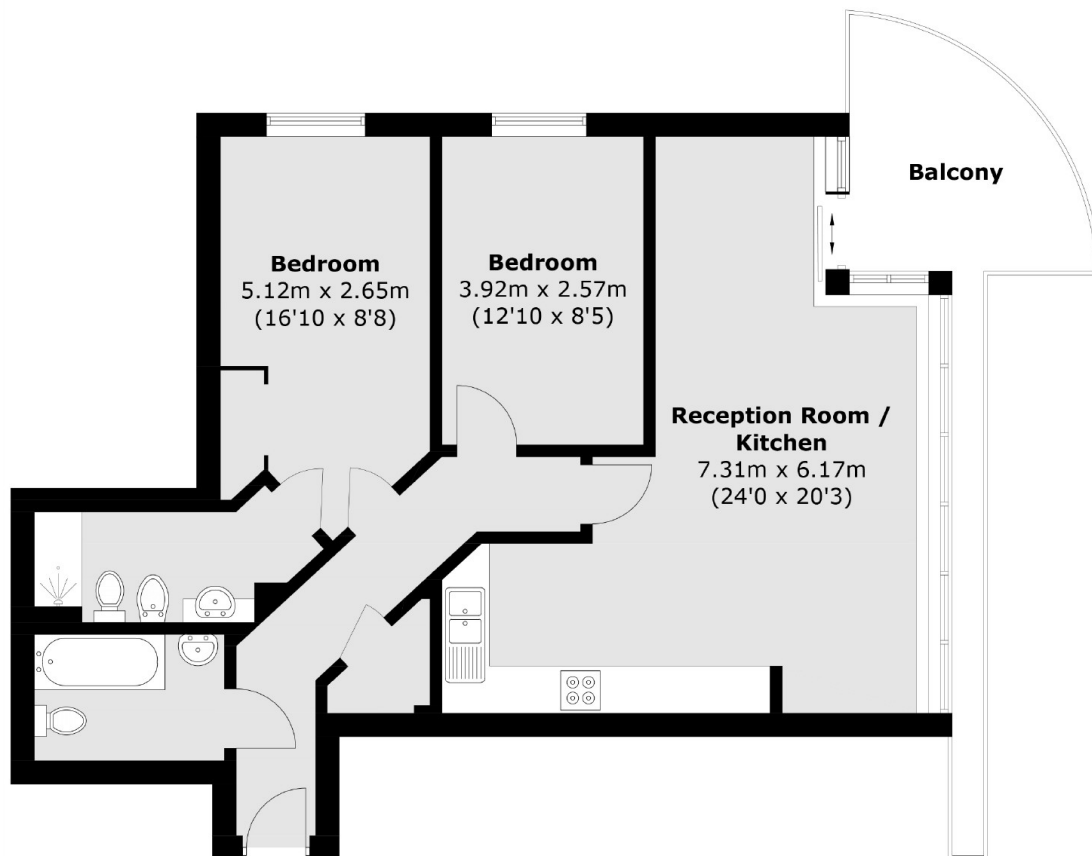 Balcony
Bedroom
5.12m x 2.65m
(16'10 x 8'8)
Bedroom
3.92m x 2.57m
(12'10 x 8'5)
Reception Room /
Kitchen
7.31m x 6.17m
(24'0 x 20'3)